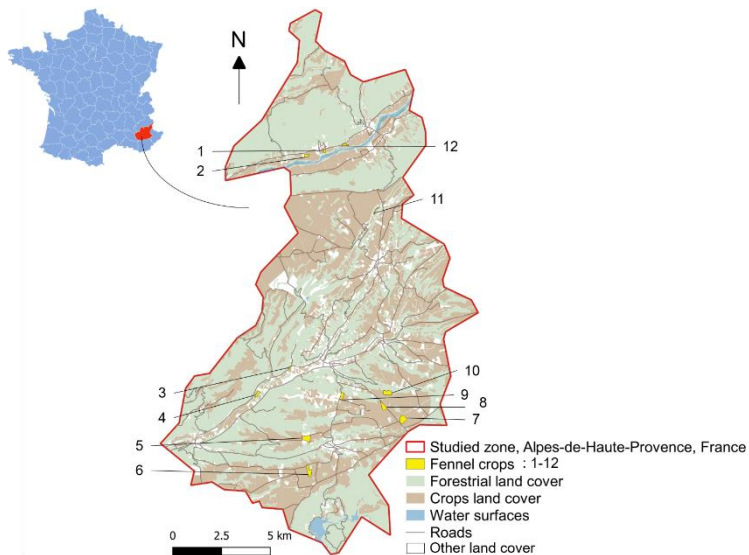 N
1
2
12
11
3
4
10
9
8
7
5
6
Studied zone, Alpes-de-Haute-Provence, France
Fennel crops : 1-12
Forestrial land cover
Crops land cover
Water surfaces
Roads
Other land cover
0 2.5 5 km